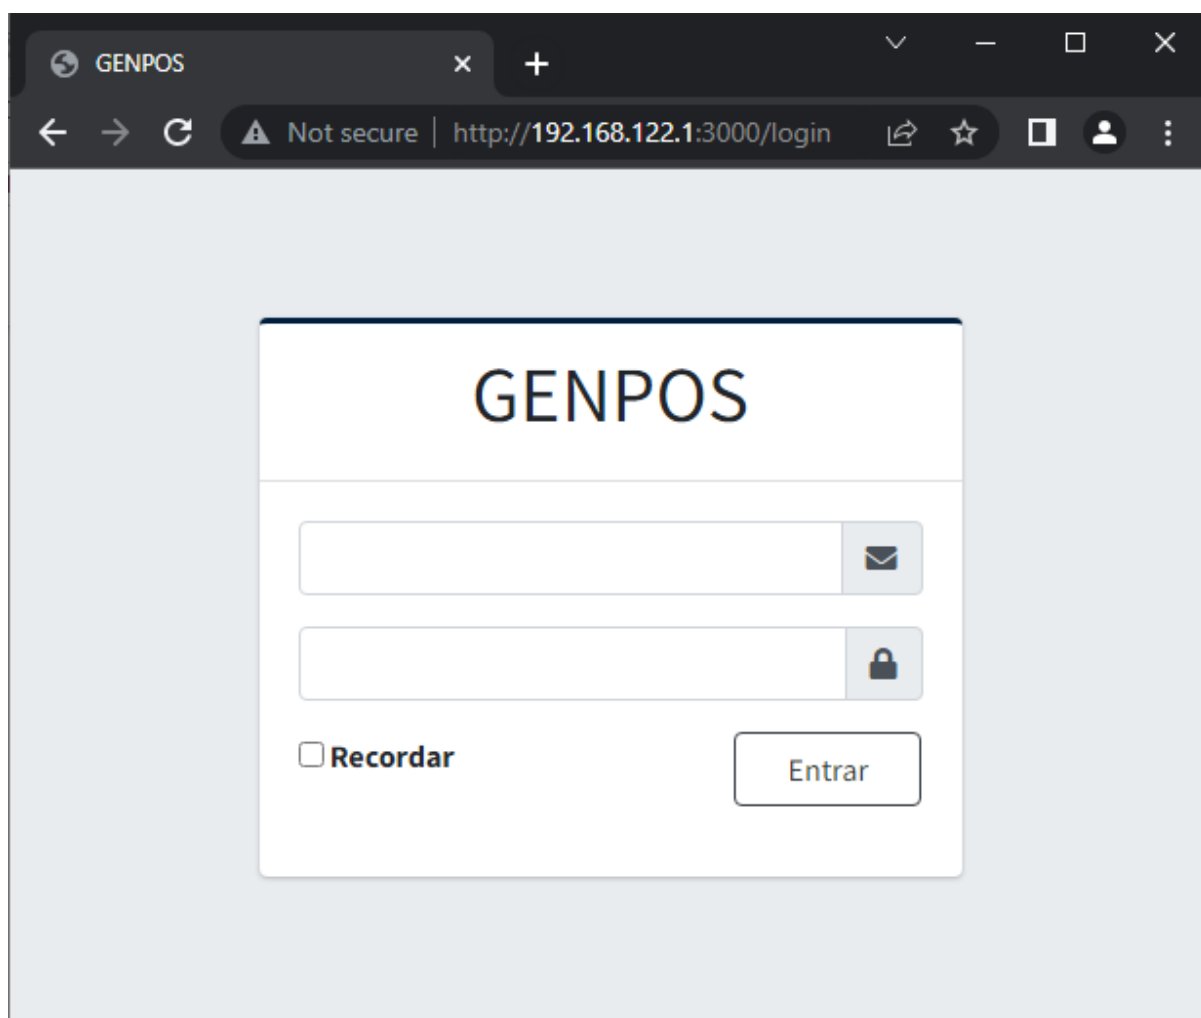 GENPOS
Not secure http://192.168.122.1:3000/login
GENPOS
Recordar
Entrar